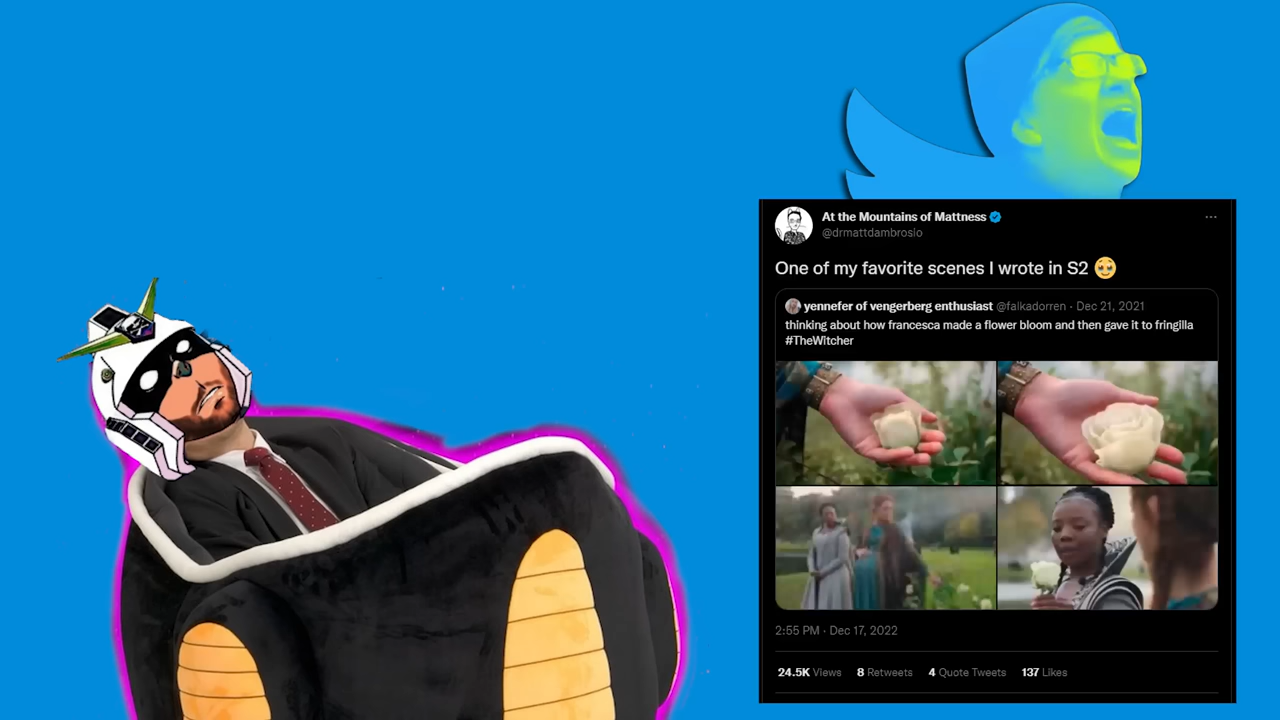 At the Mountains of Mattness
@drmattdambrosio
One of my favorite scenes I wrote in S2 🥹
yennefer of vengerberg enthusiast @falkadorren · Dec 21, 2021
thinking about how francesca made a flower bloom and then gave it to fringilla
#TheWitcher
2:55 PM · Dec 17, 2022
24.5K Views 8 Retweets 4 Quote Tweets 137 Likes